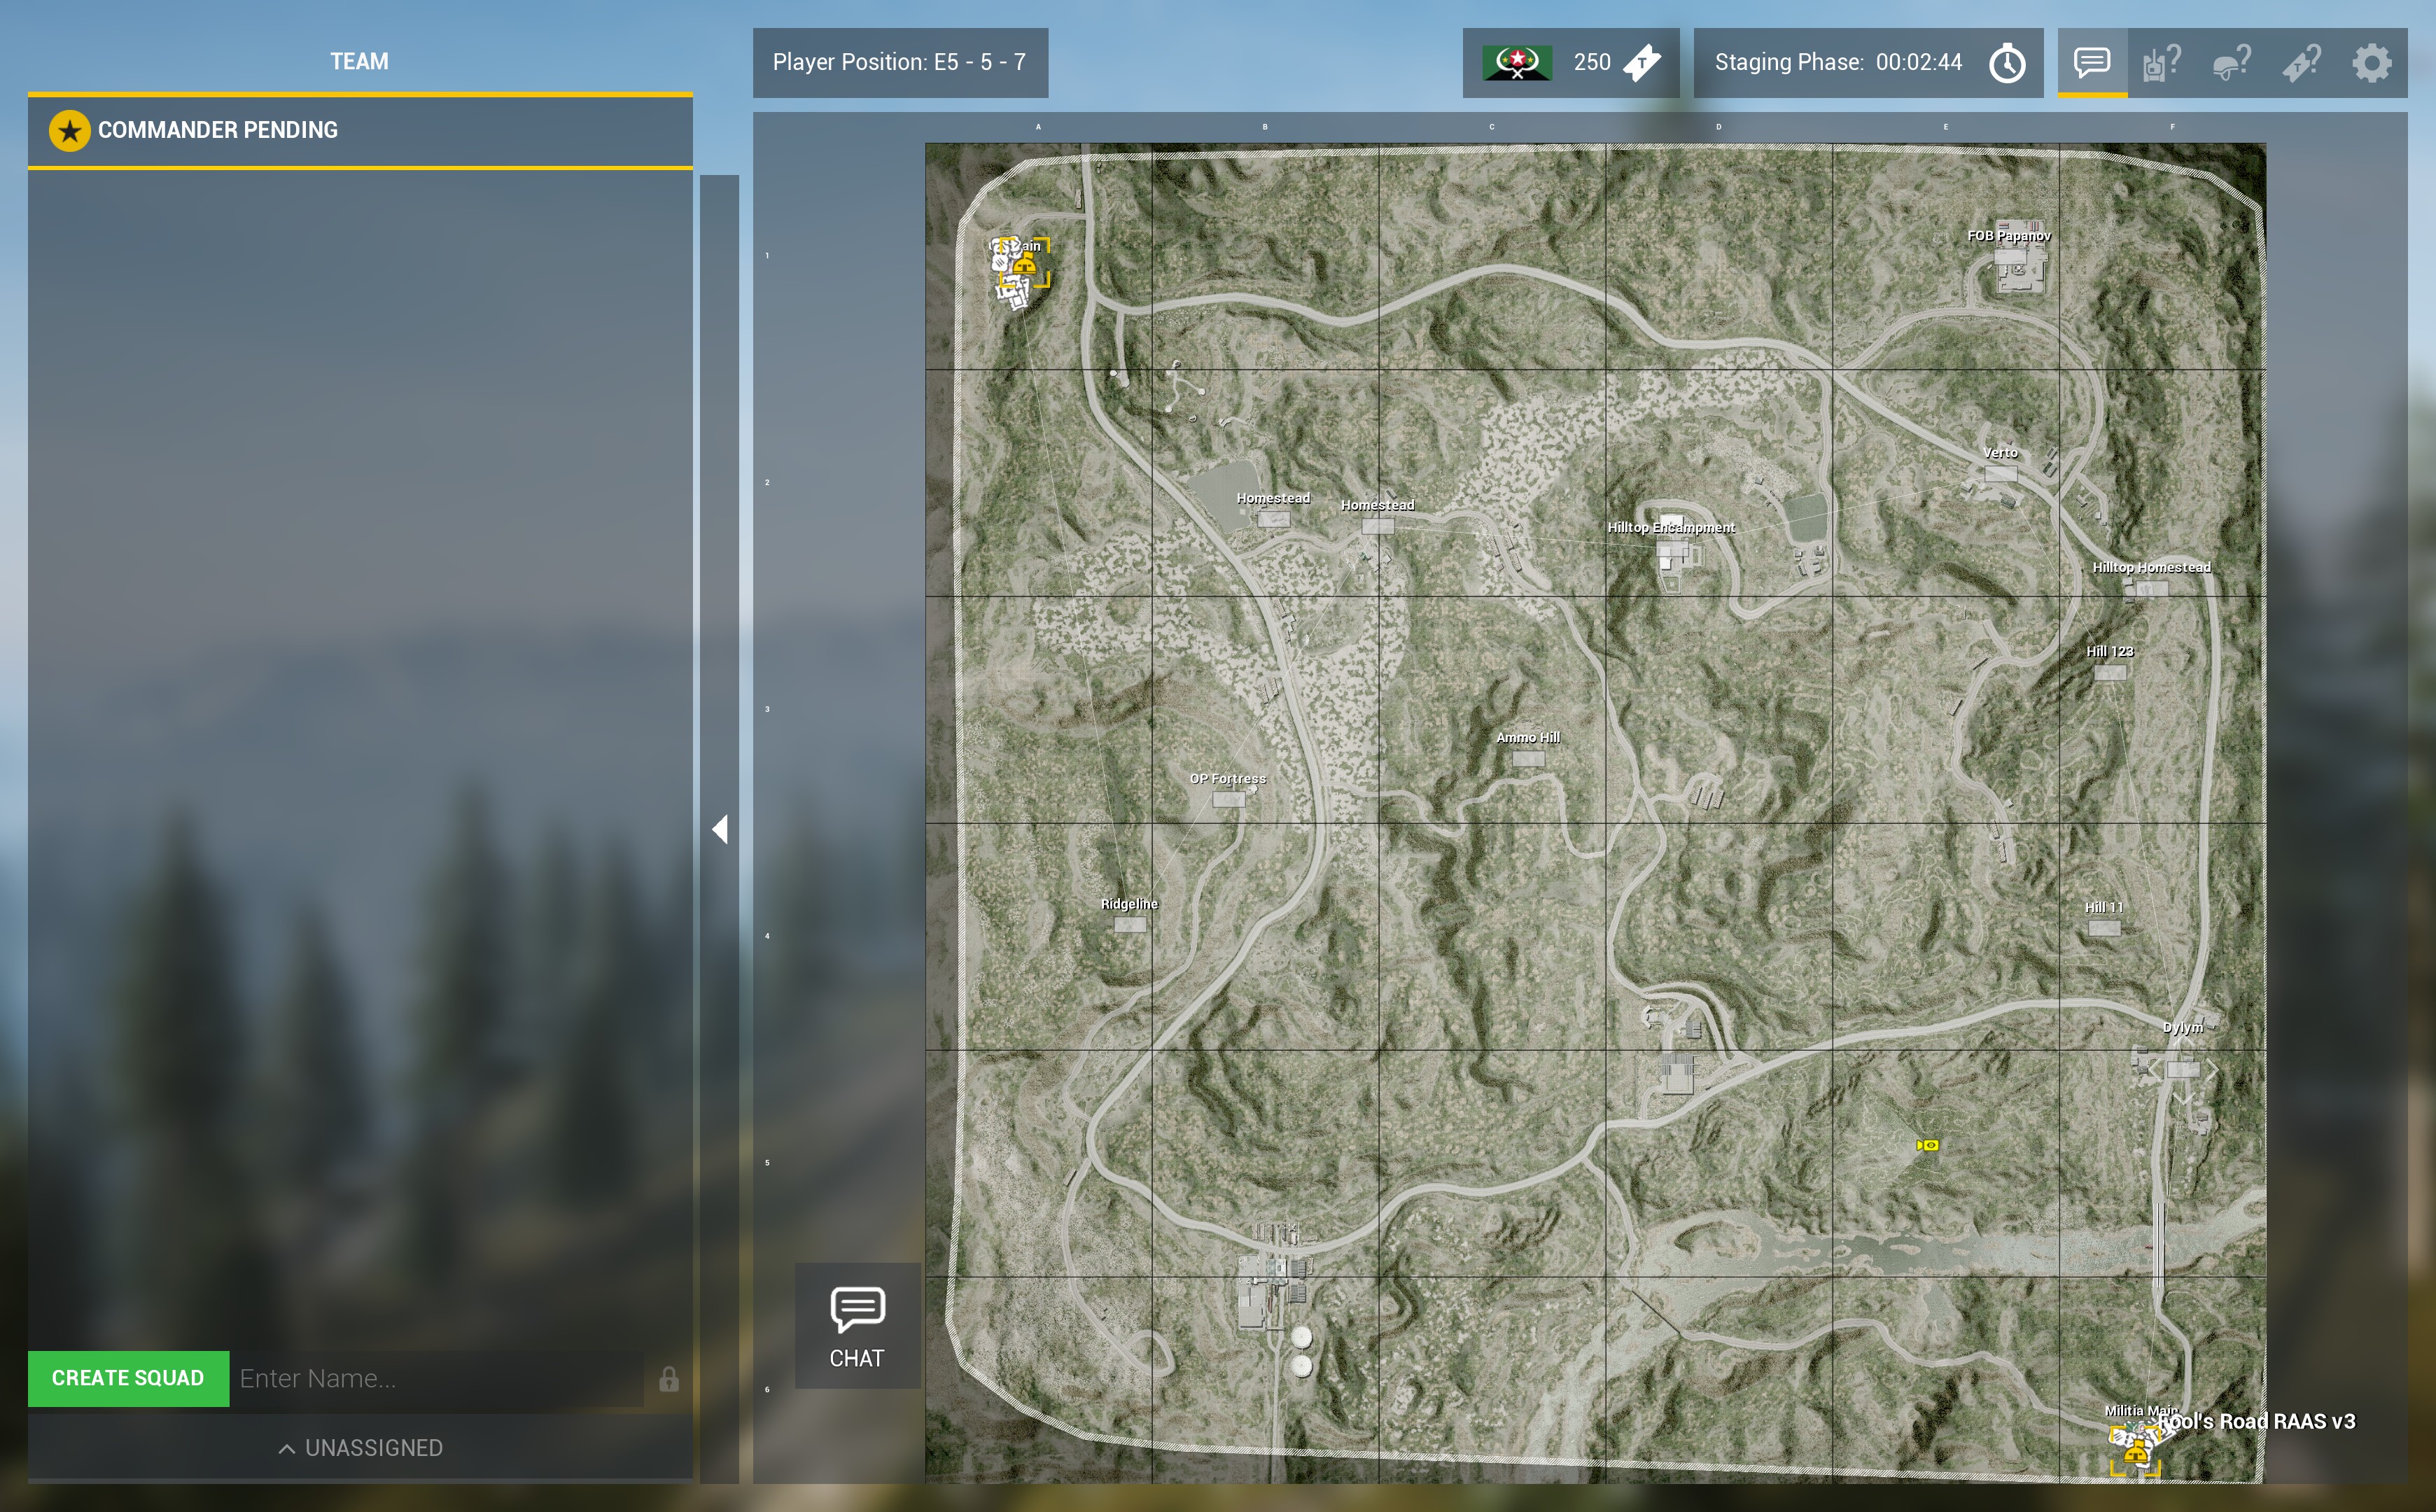 TEAM
Player Position: E5 - 5 - 7
T
250
T
Staging Phase: 00:02:44
?
?
T
?
COMMANDER PENDING
A
B
C
D
E
F
1
2
3
4
5
6
FOB Papanov
Verto
Homestead
Homestead
Hilltop Encampment
Hilltop Homestead
Hill 123
Ammo Hill
OP Fortress
Ridgeline
Hill 11
Dylym
CHAT
CREATE SQUAD
Enter Name...
UNASSIGNED
Militia Main
Fool's Road RAAS v3